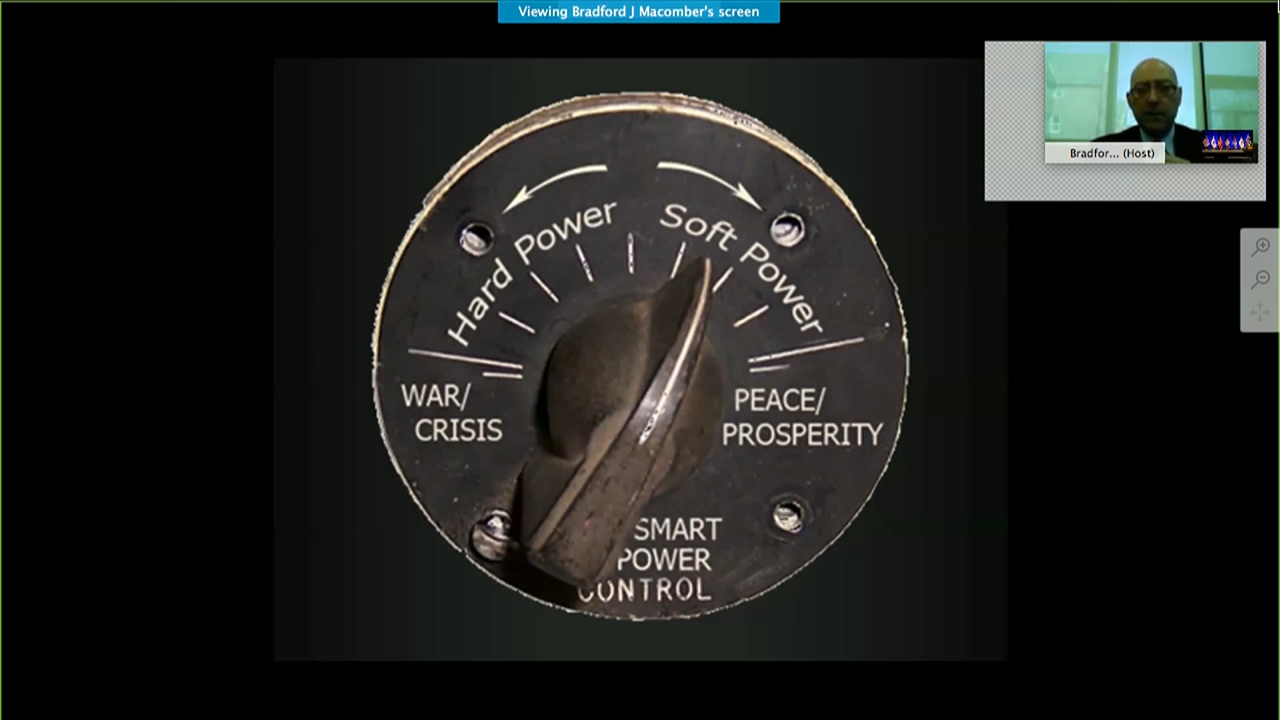 Viewing Bradford J Macomber's screen
Bradfor... (Host)
Hard Power
Soft Power
WAR/
CRISIS
PEACE/
PROSPERITY
SMART
POWER
CONTROL